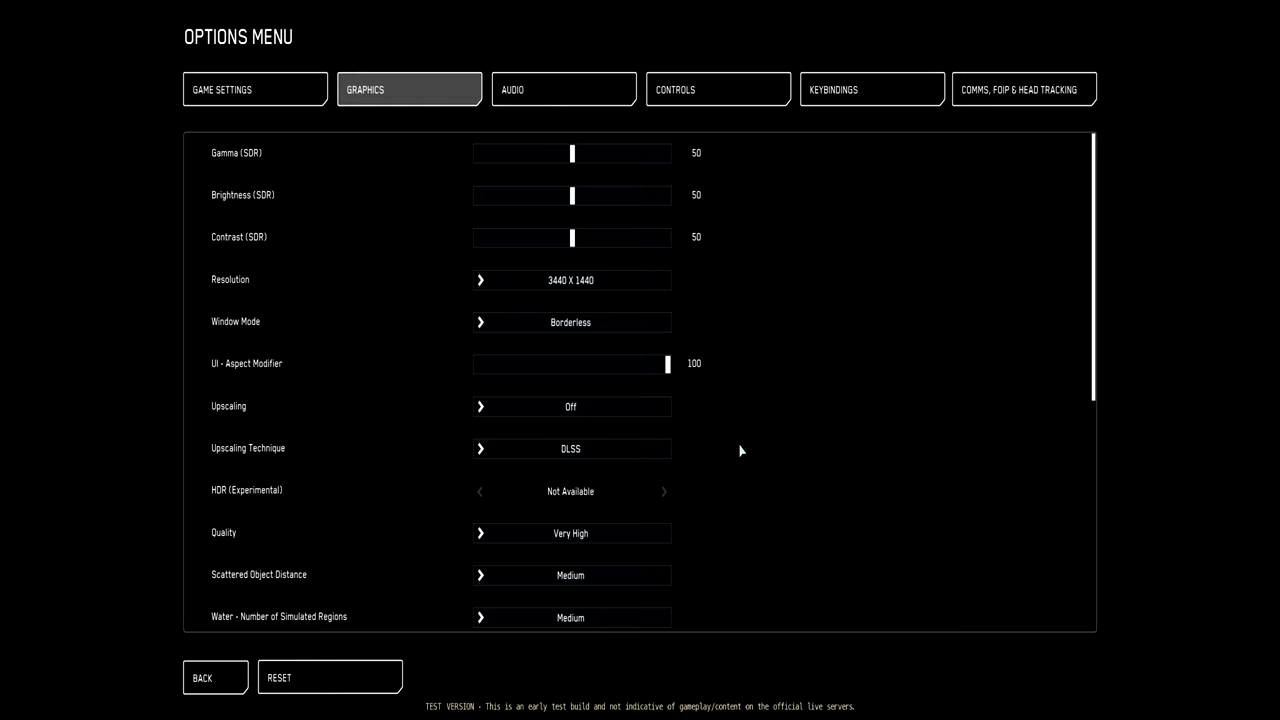 OPTIONS MENU
GAME SETTINGS
GRAPHICS
AUDIO
CONTROLS
KEYBINDINGS
COMMS, FOIP & HEAD TRACKING
Gamma (SDR) 50
Brightness (SDR) 50
Contrast (SDR) 50
Resolution 3440 X 1440
Window Mode Borderless
UI - Aspect Modifier 100
Upscaling Off
Upscaling Technique DLSS
HDR (Experimental) Not Available
Quality Very High
Scattered Object Distance Medium
Water - Number of Simulated Regions Medium
BACK
RESET
TEST VERSION - This is an early test build and not indicative of gameplay/content on the official live servers.